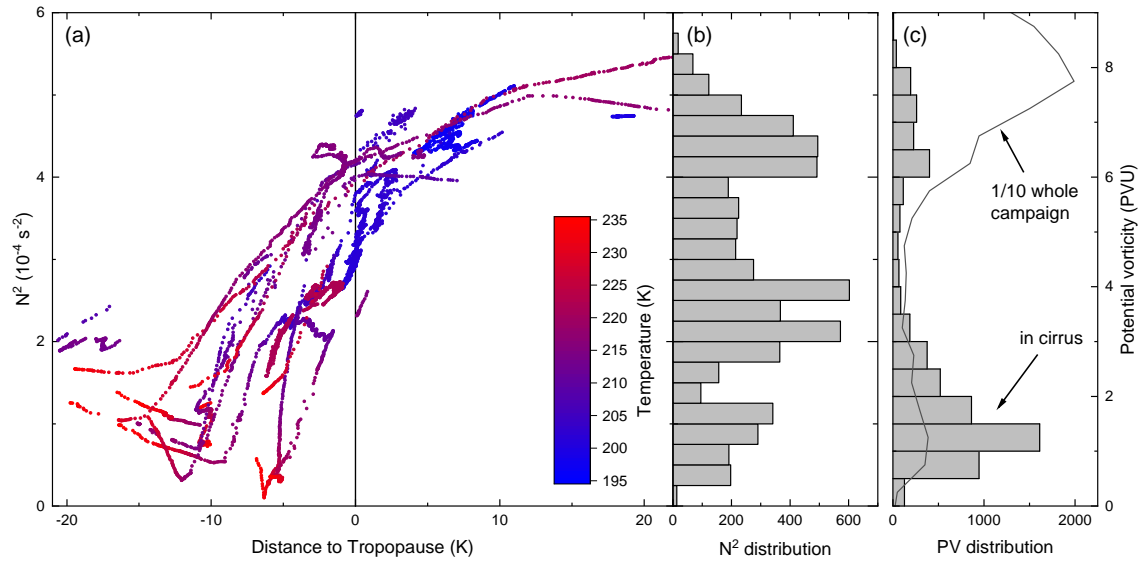 (a)
(b)
(c)
6
4
2
0
N² (10⁻⁴ s⁻²)
-20
-10
0
10
20
Distance to Tropopause (K)
235
230
225
220
215
210
205
200
195
Temperature (K)
0
200
400
600
N² distribution
1/10 whole
campaign
in cirrus
0
1000
2000
PV distribution
8
6
4
2
0
Potential vorticity (PVU)